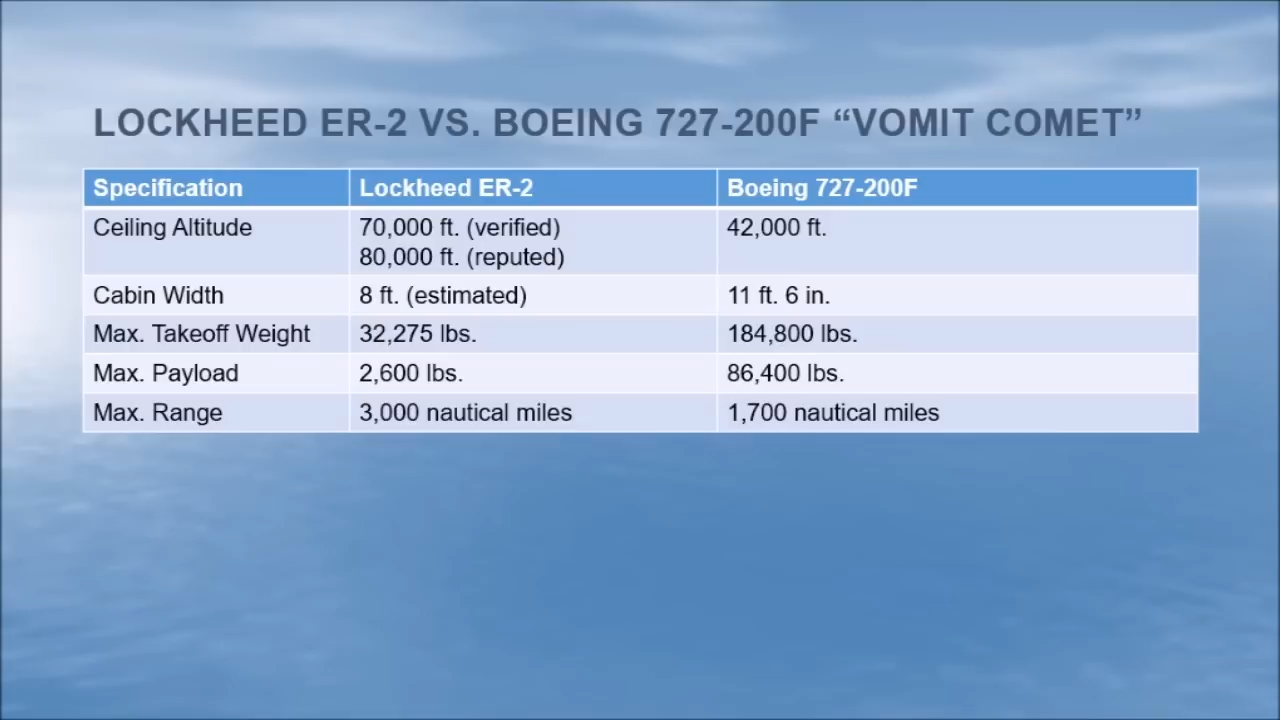 LOCKHEED ER-2 VS. BOEING 727-200F “VOMIT COMET”
Specification Lockheed ER-2 Boeing 727-200F
Ceiling Altitude 70,000 ft. (verified) 42,000 ft.
80,000 ft. (reputed)
Cabin Width 8 ft. (estimated) 11 ft. 6 in.
Max. Takeoff Weight 32,275 lbs. 184,800 lbs.
Max. Payload 2,600 lbs. 86,400 lbs.
Max. Range 3,000 nautical miles 1,700 nautical miles